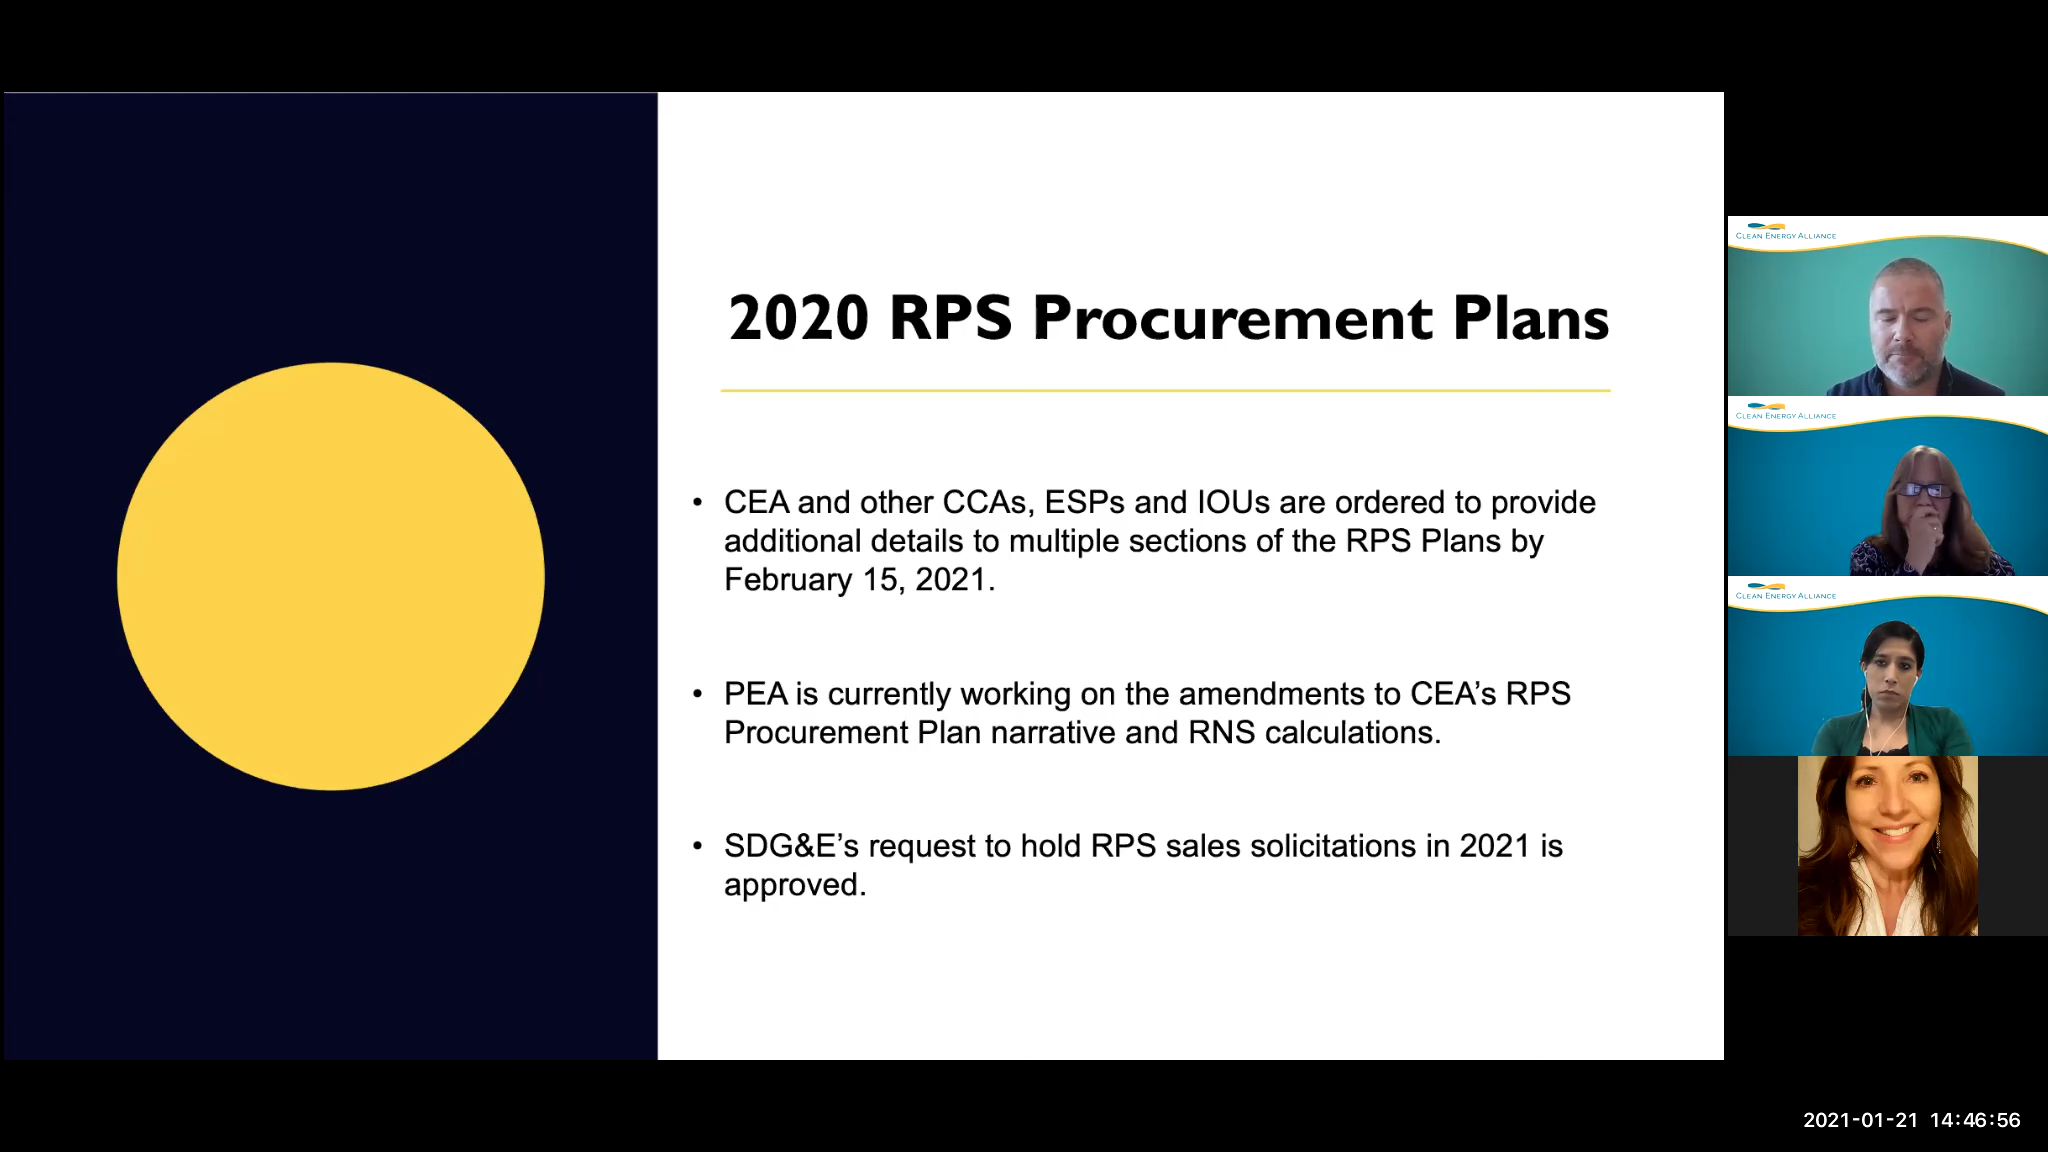 2020 RPS Procurement Plans
• CEA and other CCAs, ESPs and IOUs are ordered to provide
additional details to multiple sections of the RPS Plans by
February 15, 2021.
• PEA is currently working on the amendments to CEA’s RPS
Procurement Plan narrative and RNS calculations.
• SDG&E’s request to hold RPS sales solicitations in 2021 is
approved.
CLEAN ENERGY ALLIANCE
CLEAN ENERGY ALLIANCE
CLEAN ENERGY ALLIANCE
2021-01-21 14:46:56